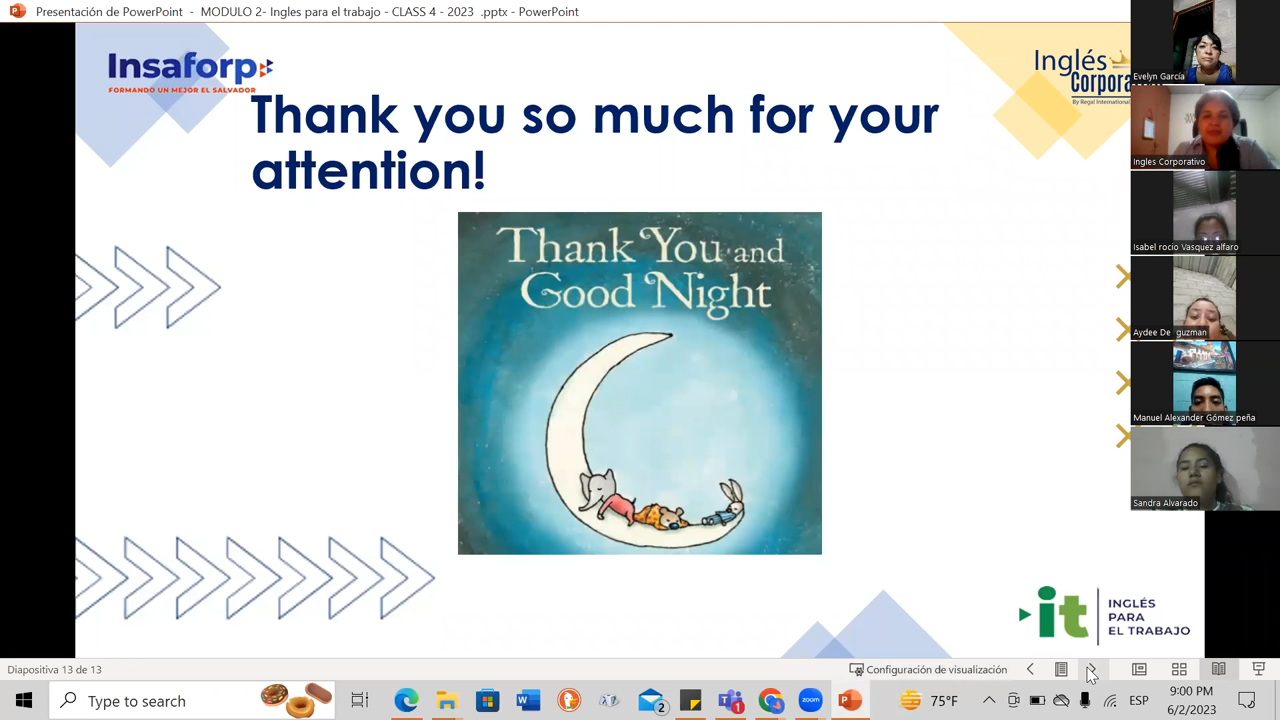 Presentación de PowerPoint - MODULO 2- Ingles para el trabajo - CLASS 4 - 2023 .pptx - PowerPoint
Insaforp
FORMANDO UN MEJOR EL SALVADOR
Inglés
Corpora
By Regal International
Thank you so much for your
attention!
Thank You and
Good Night
Evelyn García
Ingles Corporativo
Isabel rocio Vasquez alfaro
Aydee De guzman
Manuel Alexander Gómez peña
Sandra Alvarado
it
INGLÉS
PARA
EL TRABAJO
Diapositiva 13 de 13
Configuración de visualización
Type to search
2
1
zoom
75°F
ESP
9:00 PM
6/2/2023